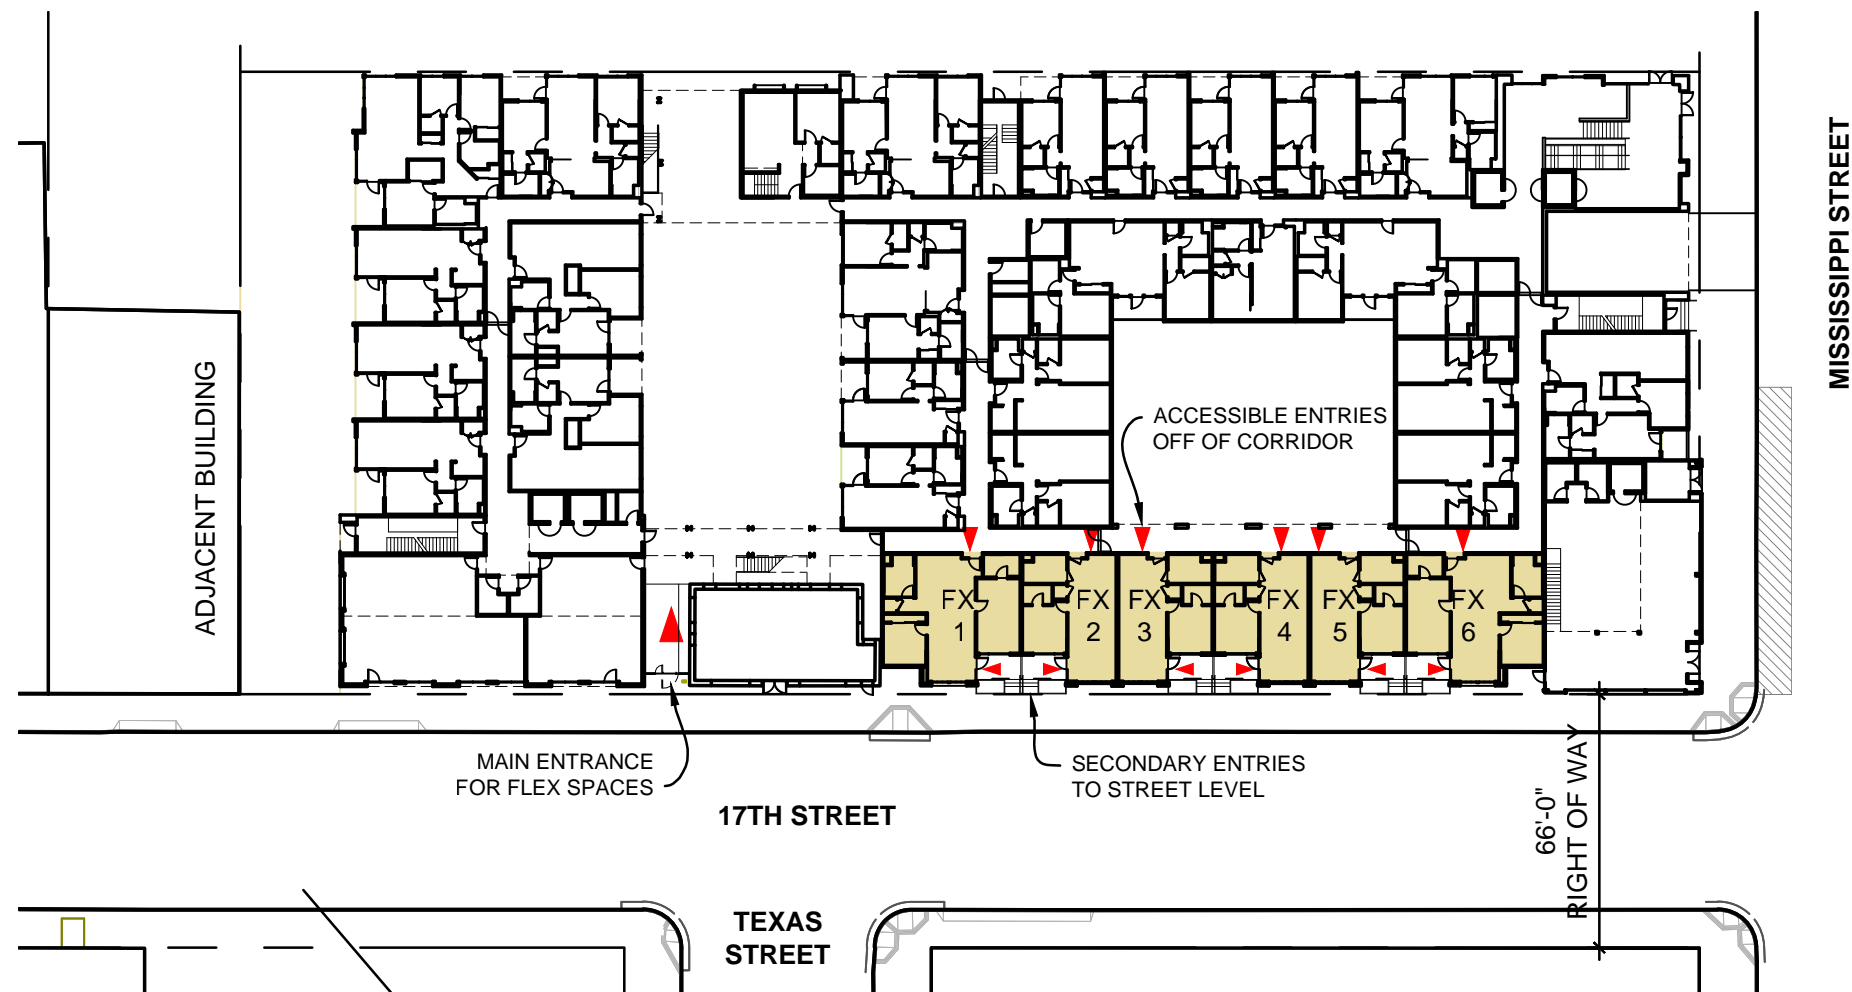 MISSISSIPPI STREET
ADJACENT BUILDING
ACCESSIBLE ENTRIES
OFF OF CORRIDOR
FX
1
FX
2
FX
3
FX
4
FX
5
FX
6
MAIN ENTRANCE
FOR FLEX SPACES
SECONDARY ENTRIES
TO STREET LEVEL
17TH STREET
66'-0"
RIGHT OF WAY
TEXAS
STREET